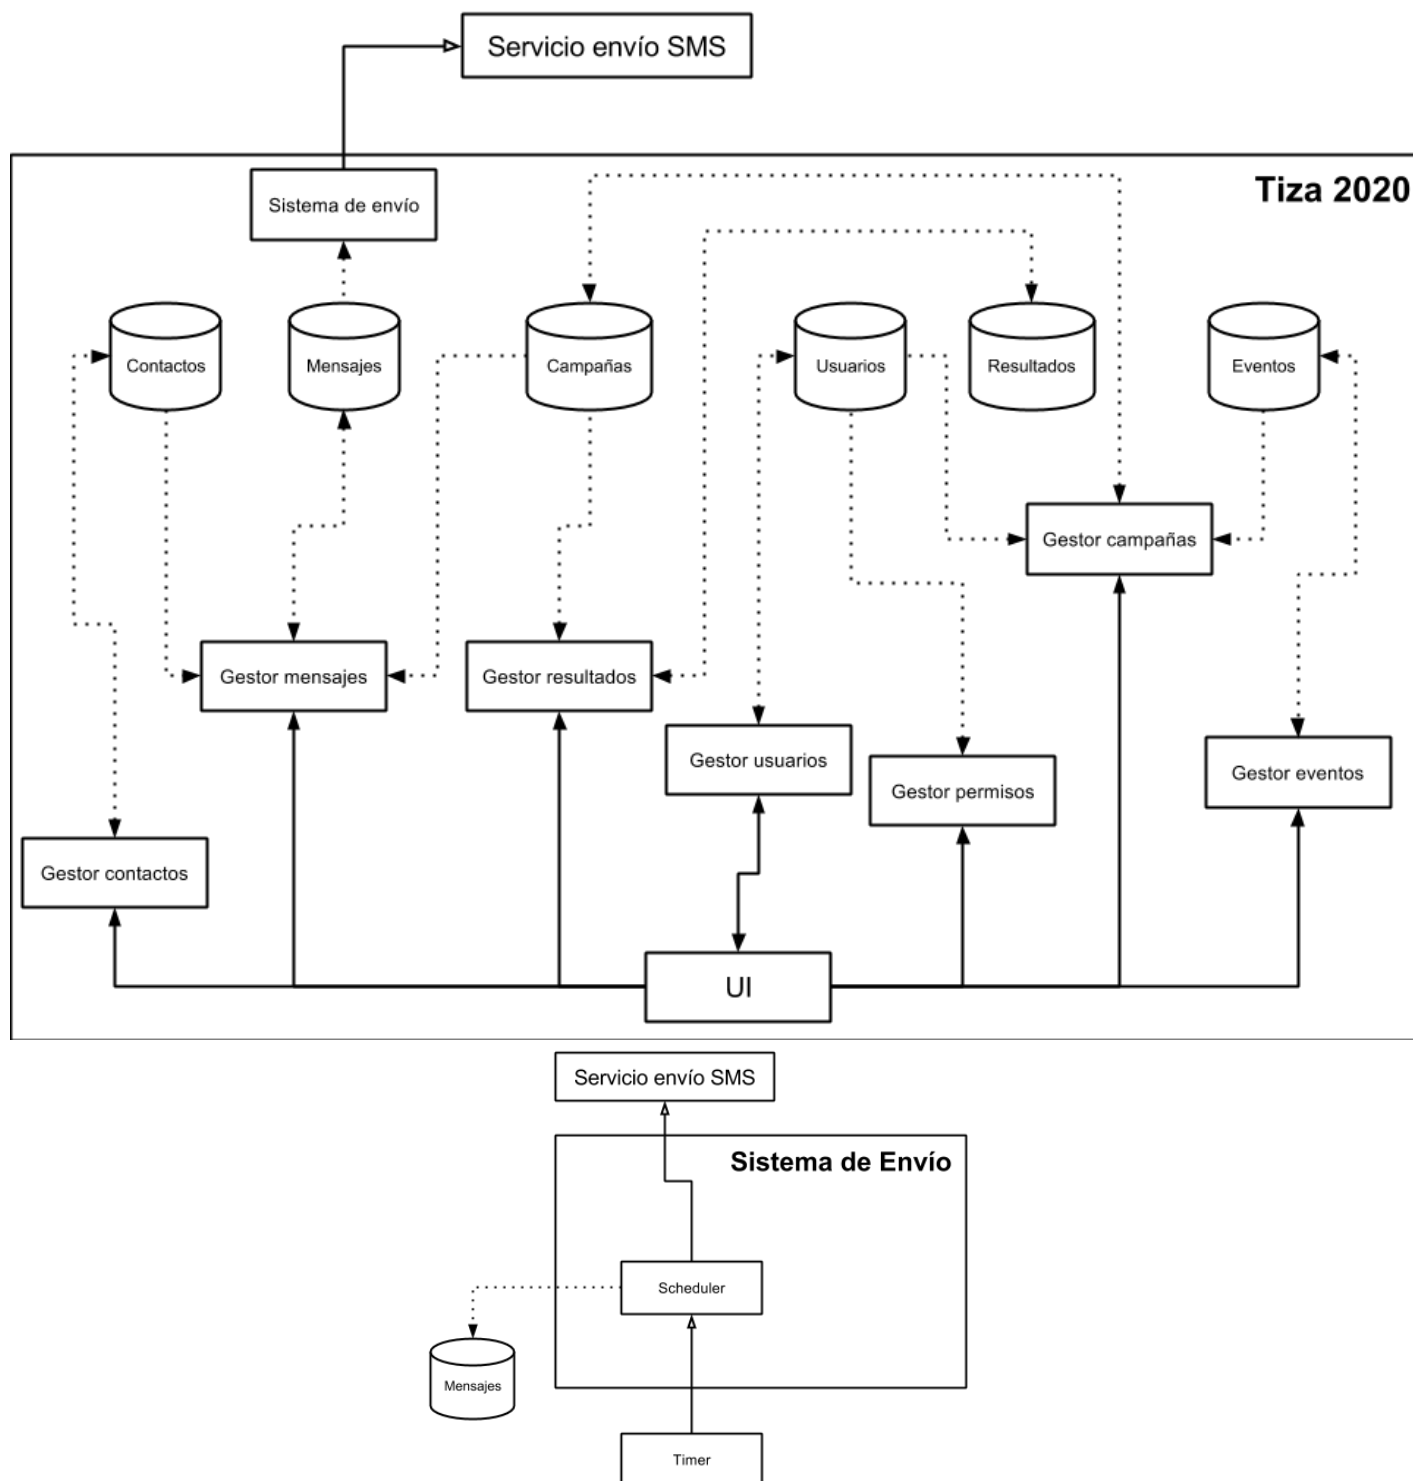 Servicio envío SMS
Tiza 2020
Sistema de envío
Contactos
Mensajes
Campañas
Usuarios
Resultados
Eventos
Gestor campañas
Gestor mensajes
Gestor resultados
Gestor usuarios
Gestor permisos
Gestor eventos
Gestor contactos
UI
Servicio envío SMS
Sistema de Envío
Scheduler
Mensajes
Timer